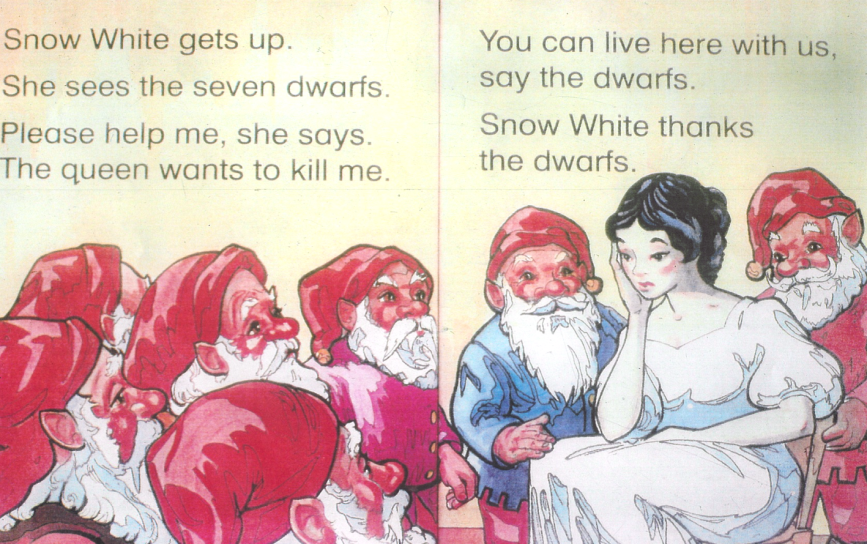 Snow White gets up.
She sees the seven dwarfs.
Please help me, she says.
The queen wants to kill me.
You can live here with us,
say the dwarfs.
Snow White thanks
the dwarfs.